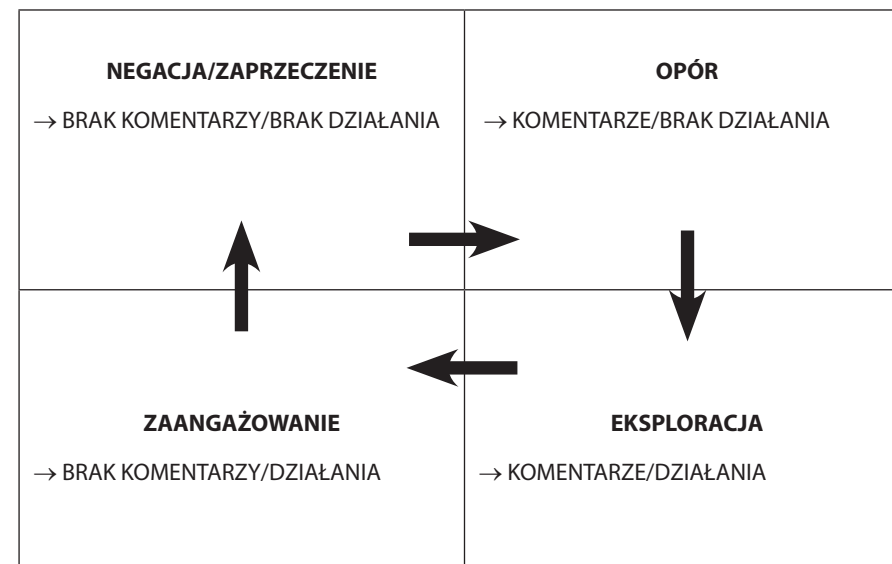 NEGACJA/ZAPRZECZENIE
→ BRAK KOMENTARZY/BRAK DZIAŁANIA
OPÓR
→ KOMENTARZE/BRAK DZIAŁANIA
ZAANGAŻOWANIE
→ BRAK KOMENTARZY/DZIAŁANIA
EKSPLORACJA
→ KOMENTARZE/DZIAŁANIA